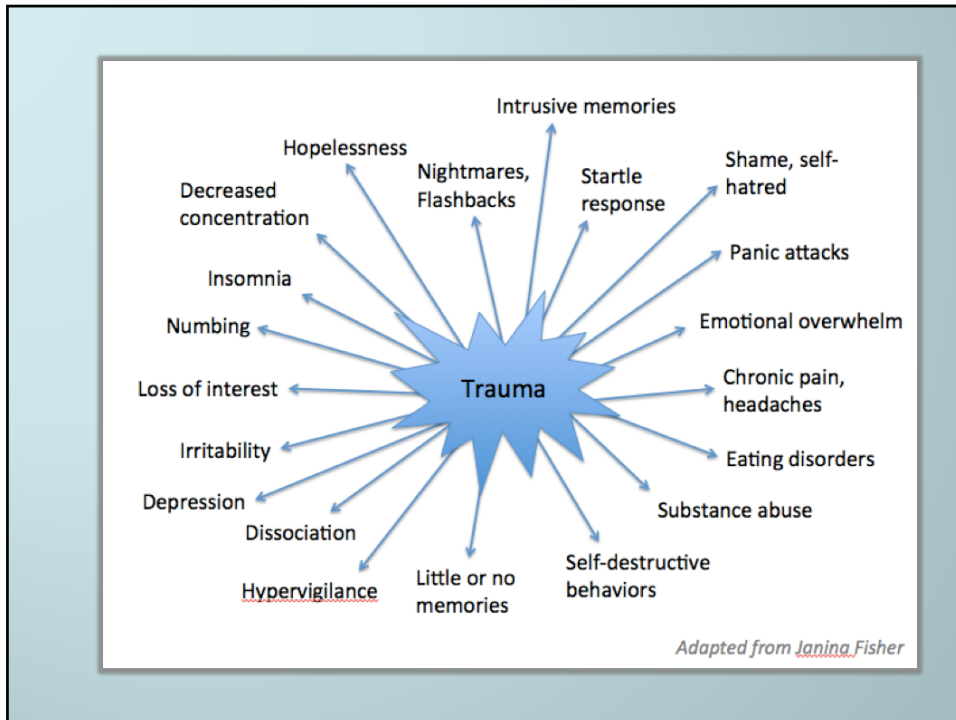 Intrusive memories
Hopelessness
Nightmares,
Flashbacks
Startle
response
Shame, self-
hatred
Decreased
concentration
Panic attacks
Insomnia
Numbing
Emotional overwhelm
Loss of interest
Trauma
Chronic pain,
headaches
Irritability
Eating disorders
Depression
Substance abuse
Dissociation
Hypervigilance
Little or no
memories
Self-destructive
behaviors
Adapted from Janina Fisher